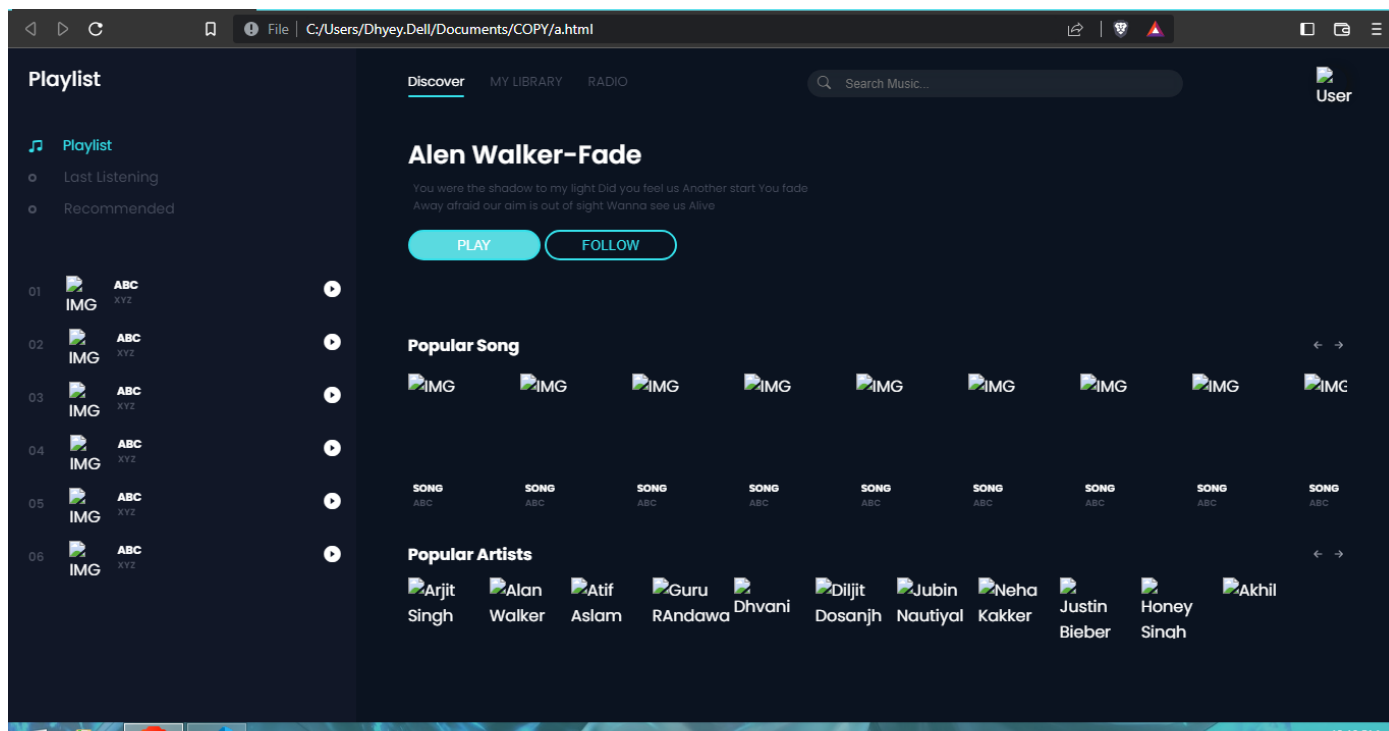 File | C:/Users/Dhyey.Dell/Documents/COPY/a.html
Playlist
Playlist
Last Listening
Recommended
01 IMG ABC XYZ
02 IMG ABC XYZ
03 IMG ABC XYZ
04 IMG ABC XYZ
05 IMG ABC XYZ
06 IMG ABC XYZ
Discover MY LIBRARY RADIO Search Music... User
Alen Walker-Fade
You were the shadow to my light Did you feel us Another start You fade
Away afraid our aim is out of sight Wanna see us Alive
PLAY FOLLOW
Popular Song
IMG IMG IMG IMG IMG IMG IMG IMG IMG
SONG SONG SONG SONG SONG SONG SONG SONG SONG
ABC ABC ABC ABC ABC ABC ABC ABC ABC
Popular Artists
Arjit Singh
Alan Walker
Atif Aslam
Guru RAndawa
Dhvani
Diljit Dosanjh
Jubin Nautiyal
Neha Kakker
Justin Bieber
Honey Singh
Akhil